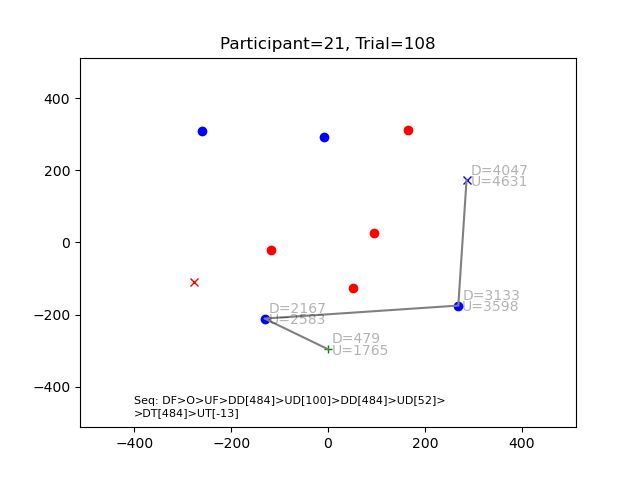 Participant=21, Trial=108
400
200
0
−200
−400
D=4047
U=4631
D=3133
U=3598
D=2167
U=2583
D=479
U=1765
Seq: DF>O>UF>DD[484]>UD[100]>DD[484]>UD[52]>
>DT[484]>UT[-13]
−400 −200 0 200 400